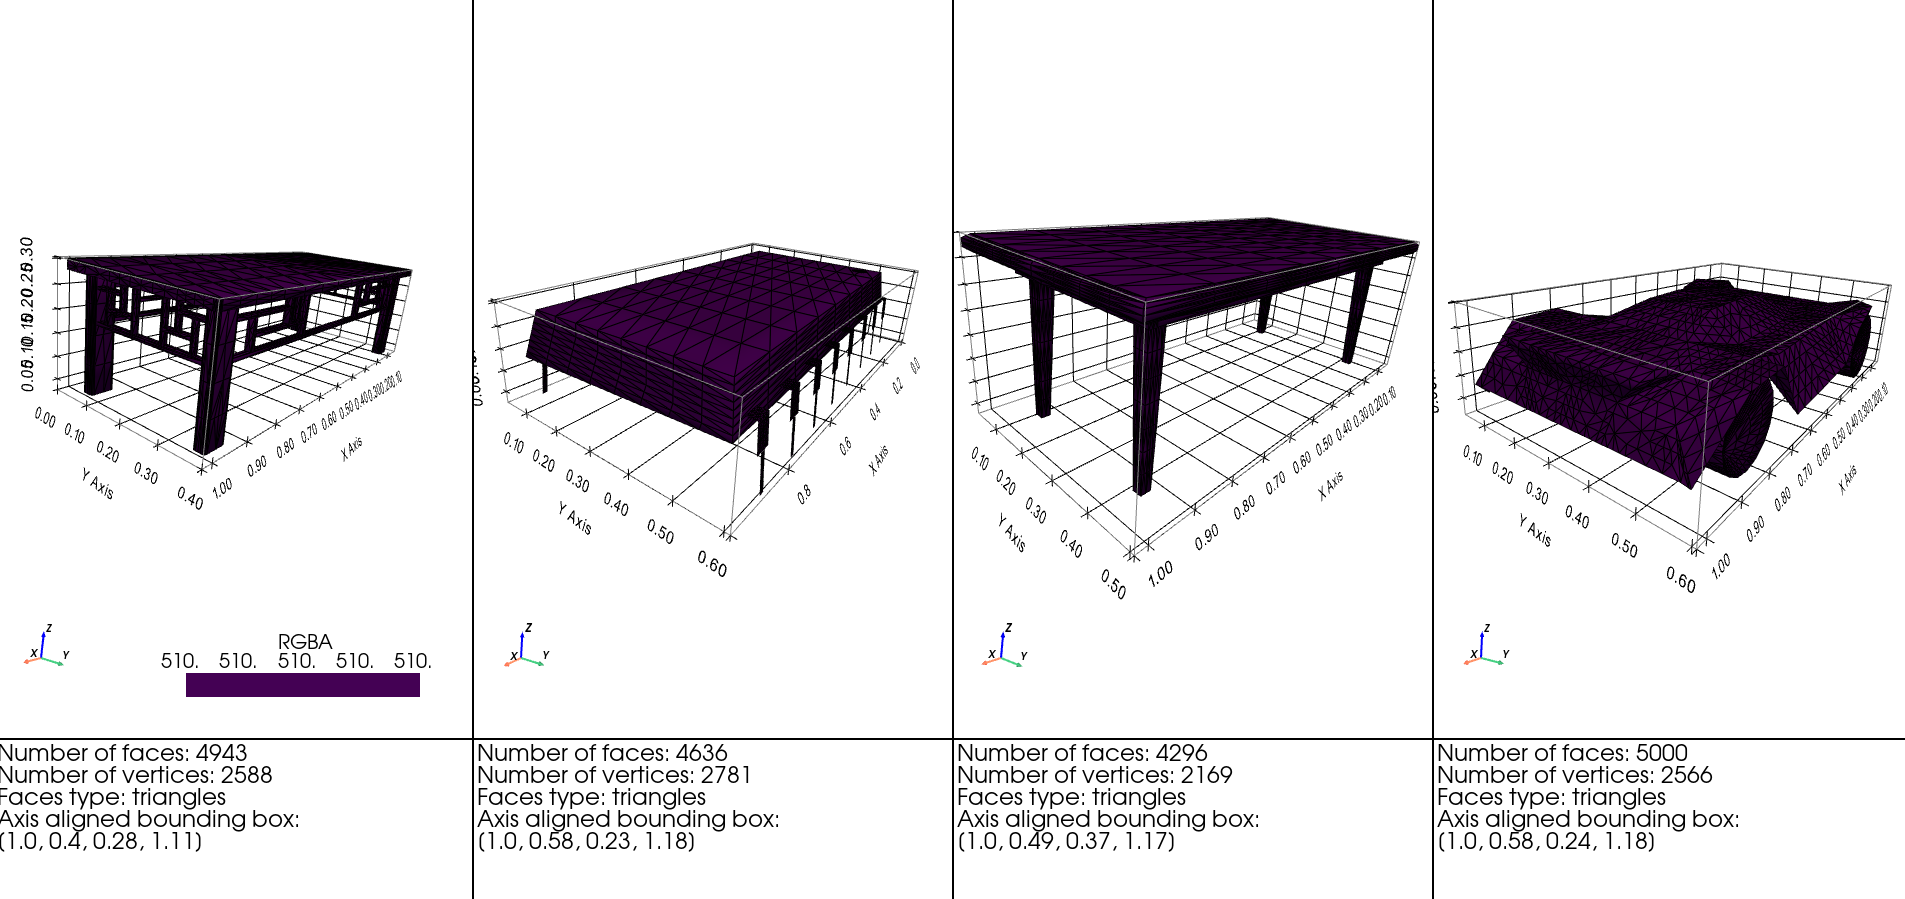 0.30
0.25
0.20
0.15
0.10
0.05
0.00
0.10
0.20
0.30
0.40
Y Axis
1.00
0.90
0.80
0.70
0.60
0.50
0.40
0.30
0.20
0.10
X Axis
Z
X
Y
RGBA
510. 510. 510. 510. 510.
Number of faces: 4943
Number of vertices: 2588
Faces type: triangles
Axis aligned bounding box:
(1.0, 0.4, 0.28, 1.11)
0.10
0.20
0.30
0.40
0.50
0.60
Y Axis
0.8
0.6
0.4
0.2
0.0
X Axis
Z
X
Y
Number of faces: 4636
Number of vertices: 2781
Faces type: triangles
Axis aligned bounding box:
(1.0, 0.58, 0.23, 1.18)
0.10
0.20
0.30
0.40
0.50
Y Axis
1.00
0.90
0.80
0.70
0.60
0.50
0.40
0.30
0.20
0.10
X Axis
Z
X
Y
Number of faces: 4296
Number of vertices: 2169
Faces type: triangles
Axis aligned bounding box:
(1.0, 0.49, 0.37, 1.17)
0.10
0.20
0.30
0.40
0.50
0.60
Y Axis
1.00
0.90
0.80
0.70
0.60
0.50
0.40
0.30
0.20
0.10
X Axis
Z
X
Y
Number of faces: 5000
Number of vertices: 2566
Faces type: triangles
Axis aligned bounding box:
(1.0, 0.58, 0.24, 1.18)